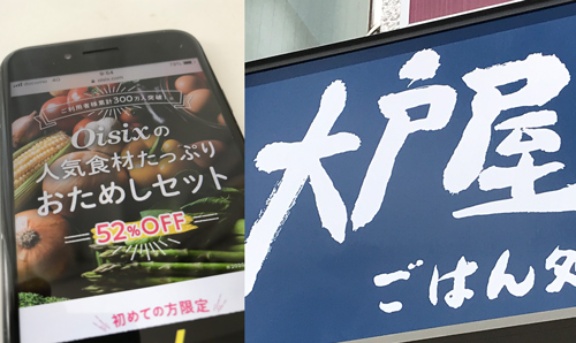 ご利用者様累計300万人突破!
Oisixの
人気食材たっぷり
おためしセット
52%OFF
初めての方限定
大戸屋
ごはん処